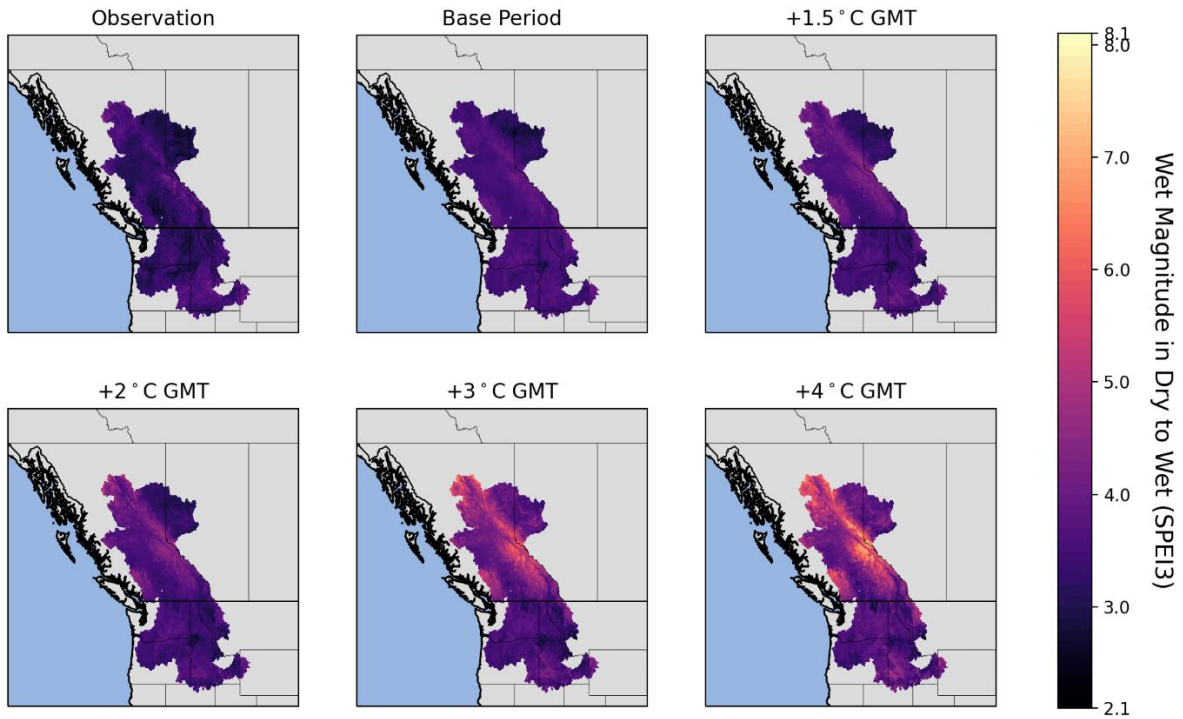 Observation
Base Period
+1.5°C GMT
+2°C GMT
+3°C GMT
+4°C GMT
8.1
8.0
7.0
6.0
5.0
4.0
3.0
2.1
Wet Magnitude in Dry to Wet (SPEI3)